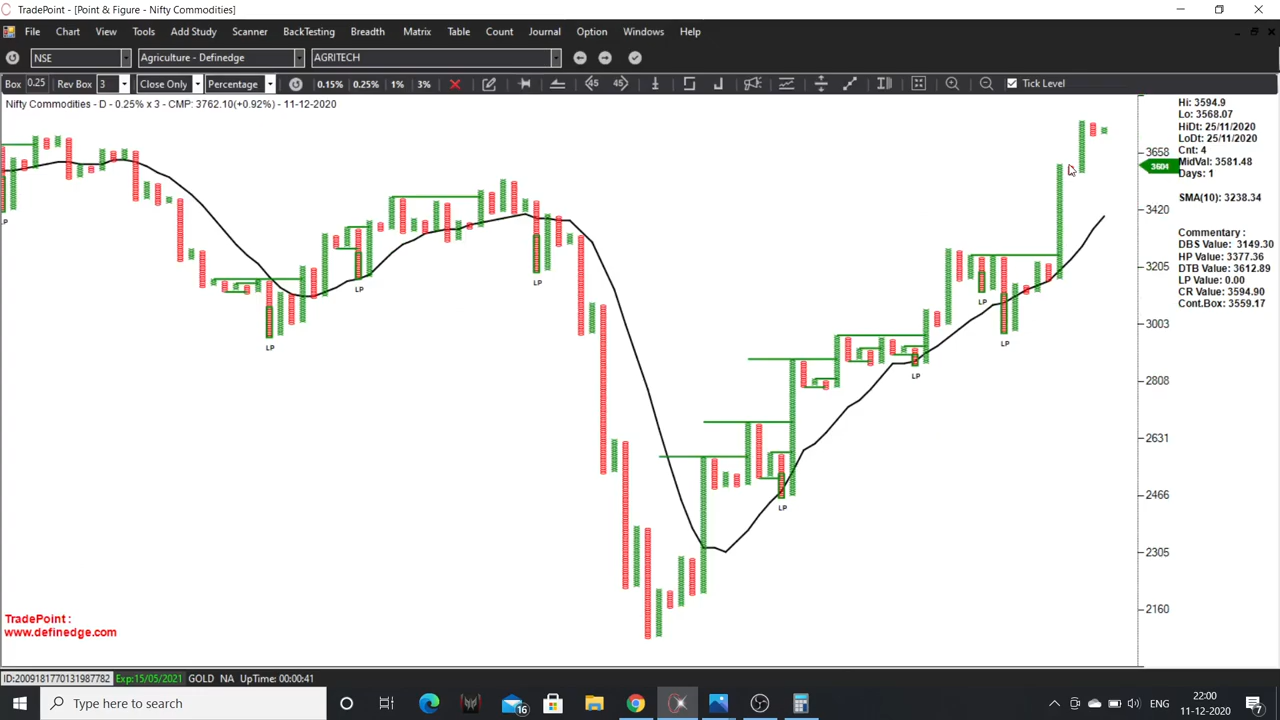 TradePoint - [Point & Figure - Nifty Commodities]
File Chart View Tools Add Study Scanner BackTesting Breadth Matrix Table Count Journal Option Windows Help
NSE Agriculture - Definedge AGRITECH
Box 0.25 Rev Box 3 Close Only Percentage 0.15% 0.25% 1% 3% 45 45 Tick Level
Nifty Commodities - D - 0.25% x 3 - CMP: 3762.10(+0.92%) - 11-12-2020
Hi: 3594.9
Lo: 3568.07
HiDt: 25/11/2020
LoDt: 25/11/2020
Cnt: 4
MidVal: 3581.48
Days: 1
SMA(10): 3238.34
Commentary :
DBS Value: 3149.30
HP Value: 3377.36
DTB Value: 3612.89
LP Value: 0.00
CR Value: 3594.90
Cont.Box: 3559.17
3658
3604
3420
3205
3003
2808
2631
2466
2305
2160
LP
LP
LP
LP
LP
LP
LP
LP
TradePoint :
www.definedge.com
ID:2009181770131987782 Exp:15/05/2021 GOLD NA UpTime: 00:00:41
Type here to search
16
ENG
22:00
11-12-2020
7